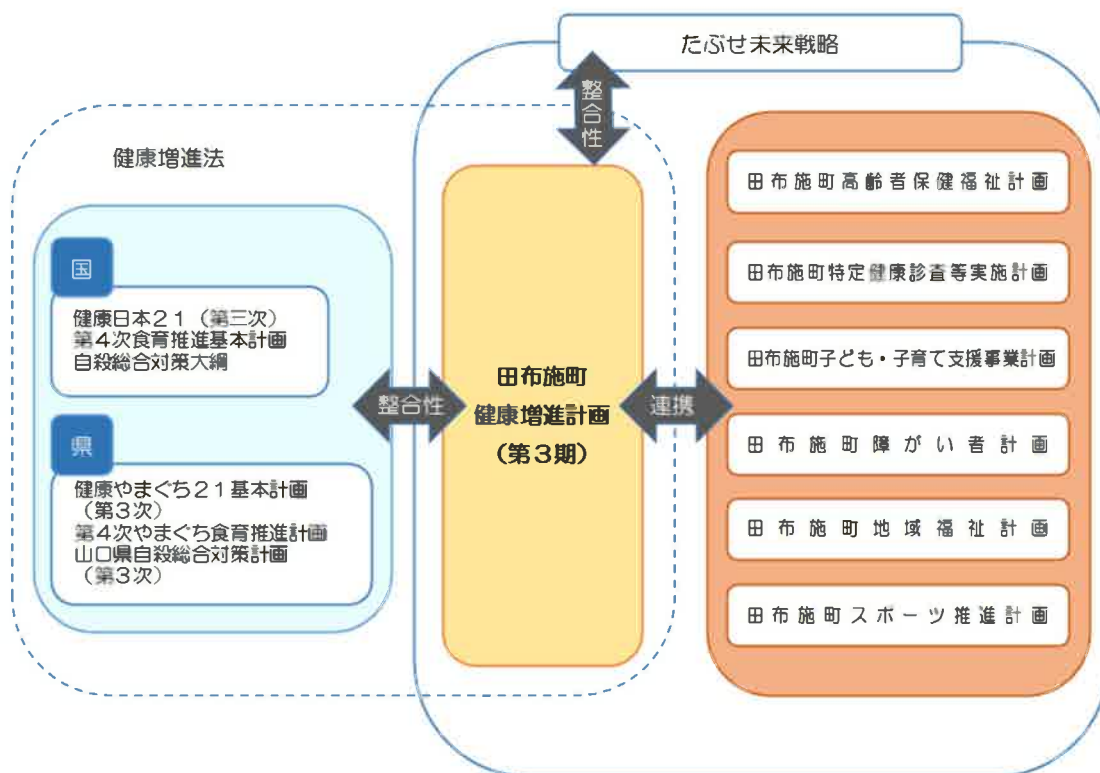 たぶせ未来戦略
整合性
健康増進法
国
健康日本２１（第三次）
第４次食育推進基本計画
自殺総合対策大綱
県
健康やまぐち２１基本計画
（第３次）
第４次やまぐち食育推進計画
山口県自殺総合対策計画
（第３次）
整合性
田布施町
健康増進計画
（第３期）
連携
田布施町高齢者保健福祉計画
田布施町特定健康診査等実施計画
田布施町子ども・子育て支援事業計画
田布施町障がい者計画
田布施町地域福祉計画
田布施町スポーツ推進計画